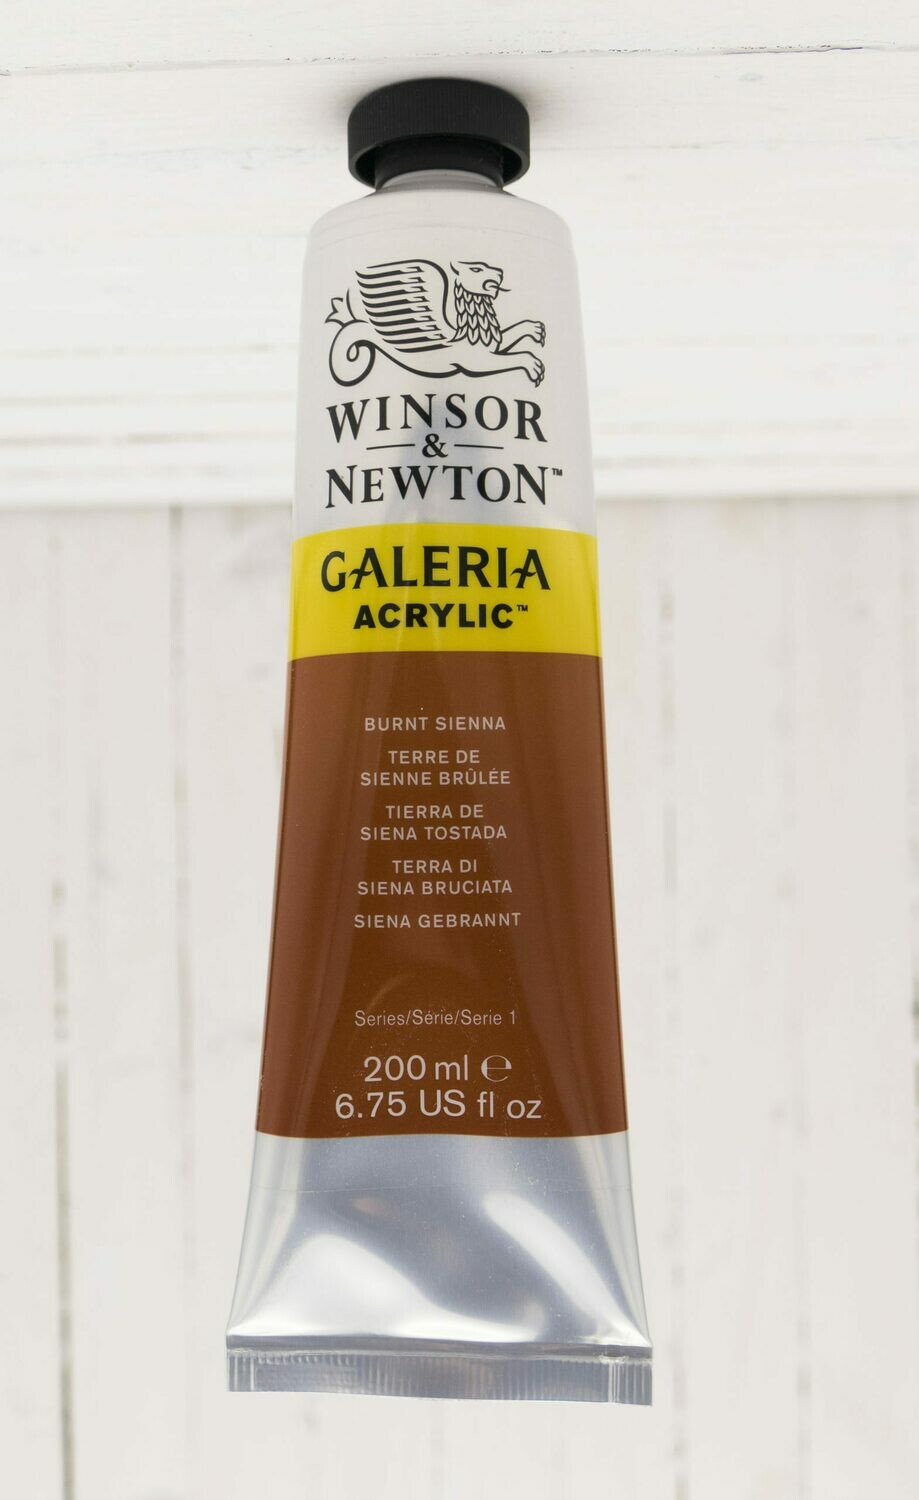 WINSOR
&
NEWTON™
GALERIA
ACRYLIC™
BURNT SIENNA
TERRE DE
SIENNE BRÛLÉE
TIERRA DE
SIENA TOSTADA
TERRA DI
SIENA BRUCIATA
SIENA GEBRANNT
Series/Série/Serie 1
200 ml ℮
6.75 US fl oz